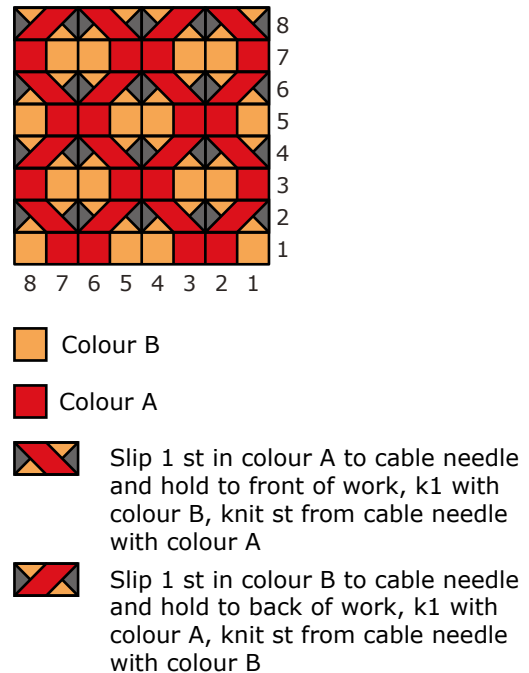 8
7
6
5
4
3
2
1
8 7 6 5 4 3 2 1
Colour B
Colour A
Slip 1 st in colour A to cable needle
and hold to front of work, k1 with
colour B, knit st from cable needle
with colour A
Slip 1 st in colour B to cable needle
and hold to back of work, k1 with
colour A, knit st from cable needle
with colour B